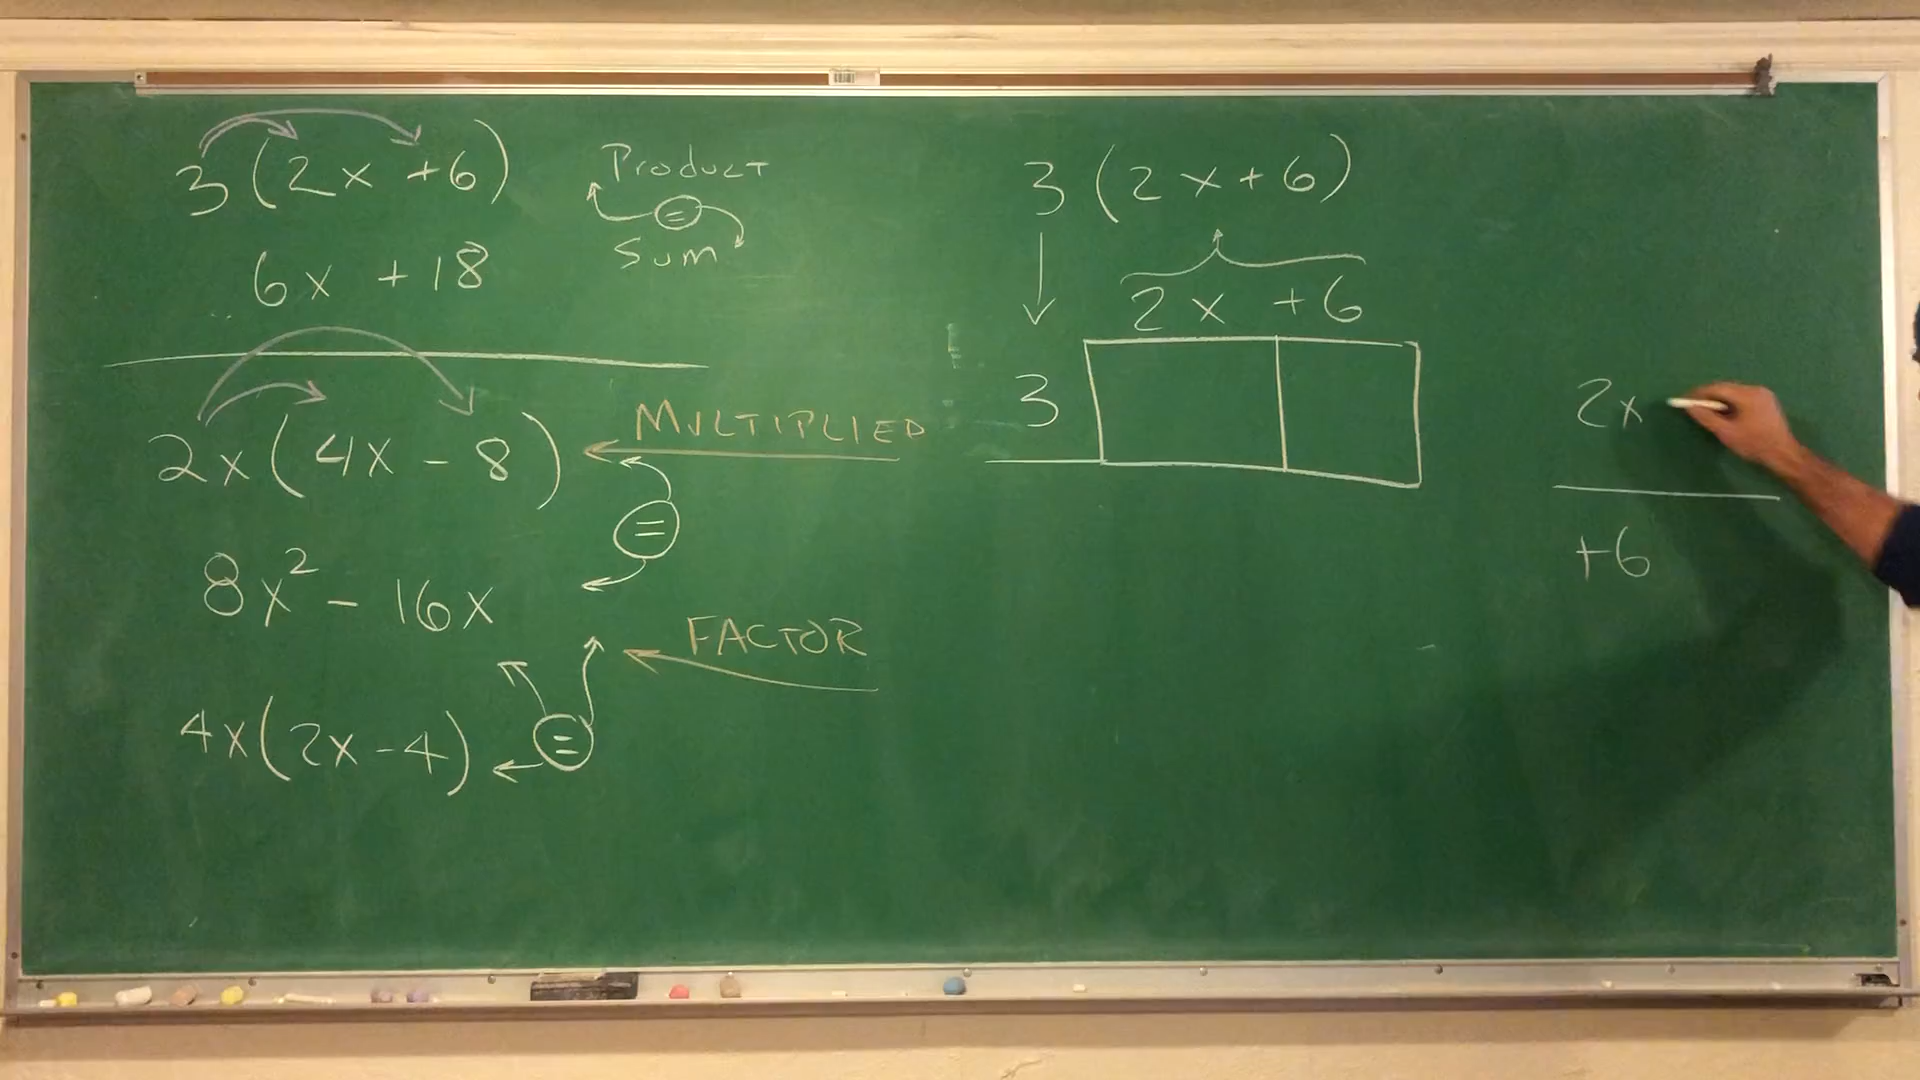 3(2x +6)
6x +18
Product
=
Sum
2x(4x - 8)
MULTIPLIED
=
8x² - 16x
FACTOR
4x(2x-4)
=
3(2x+6)
2x +6
3
2x
+6